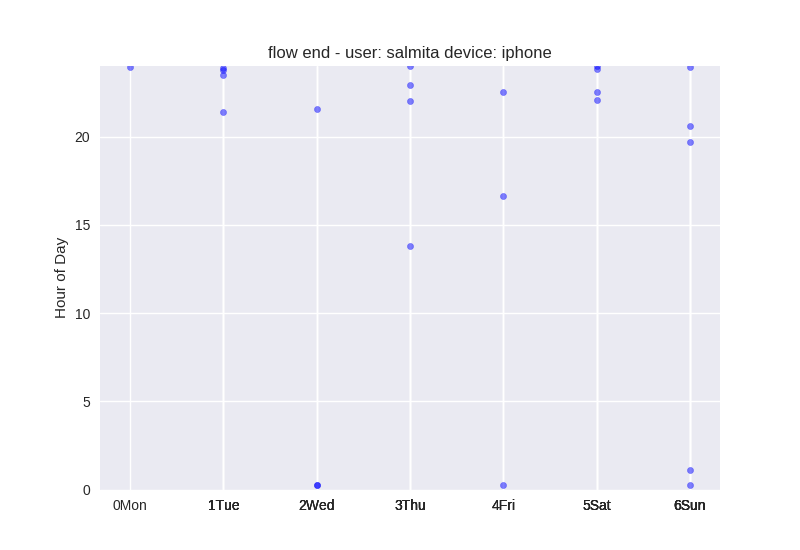 flow end - user: salmita device: iphone
Hour of Day
20
15
10
5
0
0Mon 1Tue 2Wed 3Thu 4Fri 5Sat 6Sun